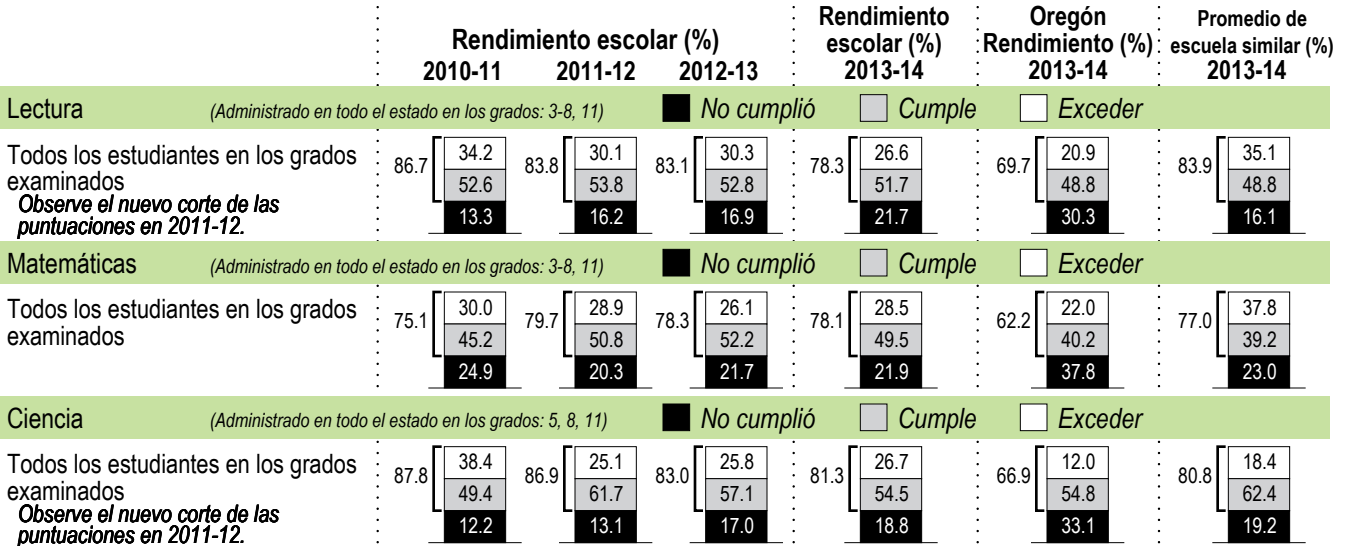 Rendimiento escolar (%)
2010-11 2011-12 2012-13
Rendimiento
escolar (%)
2013-14
Oregón
Rendimiento (%)
2013-14
Promedio de
escuela similar (%)
2013-14
Lectura (Administrado en todo el estado en los grados: 3-8, 11) No cumplió Cumple Exceder
Todos los estudiantes en los grados
examinados
Observe el nuevo corte de las
puntuaciones en 2011-12.
86.7 34.2 83.8 30.1 83.1 30.3 78.3 26.6 69.7 20.9 83.9 35.1
52.6 53.8 52.8 51.7 48.8 48.8
13.3 16.2 16.9 21.7 30.3 16.1
Matemáticas (Administrado en todo el estado en los grados: 3-8, 11) No cumplió Cumple Exceder
Todos los estudiantes en los grados
examinados
75.1 30.0 79.7 28.9 78.3 26.1 78.1 28.5 62.2 22.0 77.0 37.8
45.2 50.8 52.2 49.5 40.2 39.2
24.9 20.3 21.7 21.9 37.8 23.0
Ciencia (Administrado en todo el estado en los grados: 5, 8, 11) No cumplió Cumple Exceder
Todos los estudiantes en los grados
examinados
Observe el nuevo corte de las
puntuaciones en 2011-12.
87.8 38.4 86.9 25.1 83.0 25.8 81.3 26.7 66.9 12.0 80.8 18.4
49.4 61.7 57.1 54.5 54.8 62.4
12.2 13.1 17.0 18.8 33.1 19.2